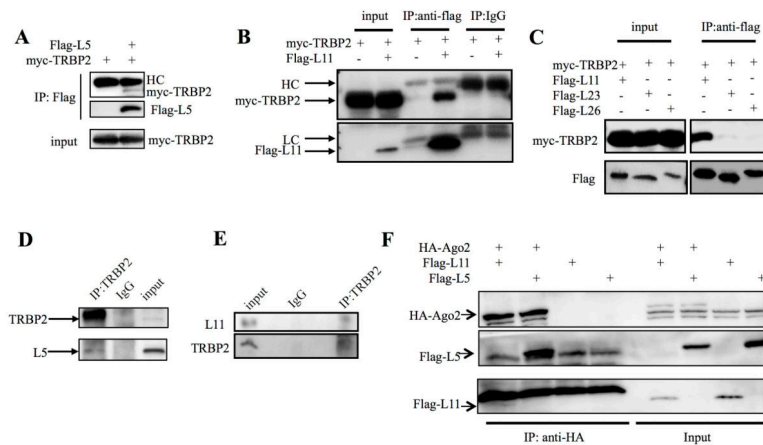 A
Flag-L5 +
myc-TRBP2 + +
IP: Flag
HC
myc-TRBP2
Flag-L5
input
myc-TRBP2
B
input IP:anti-flag IP:IgG
myc-TRBP2 + + + + + +
Flag-L11 - + - + - +
HC
myc-TRBP2
LC
Flag-L11
C
input IP:anti-flag
myc-TRBP2 + + + + + +
Flag-L11 + - - + - -
Flag-L23 - + - - + -
Flag-L26 - - + - - +
myc-TRBP2
Flag
D
IP:TRBP2 IgG input
TRBP2
L5
E
input IgG IP:TRBP2
L11
TRBP2
F
HA-Ago2 + + + +
Flag-L11 + + + +
Flag-L5 + + + +
HA-Ago2
Flag-L5
Flag-L11
IP: anti-HA Input